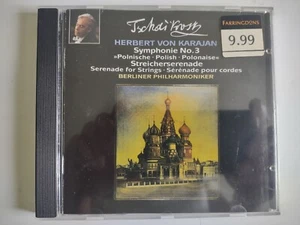 Tschaikowsky
FARRINGDONS
9.99
HERBERT VON KARAJAN
Symphonie No. 3
»Polnische · Polish · Polonaise«
Streicherserenade
Serenade for Strings · Sérénade pour cordes
BERLINER PHILHARMONIKER